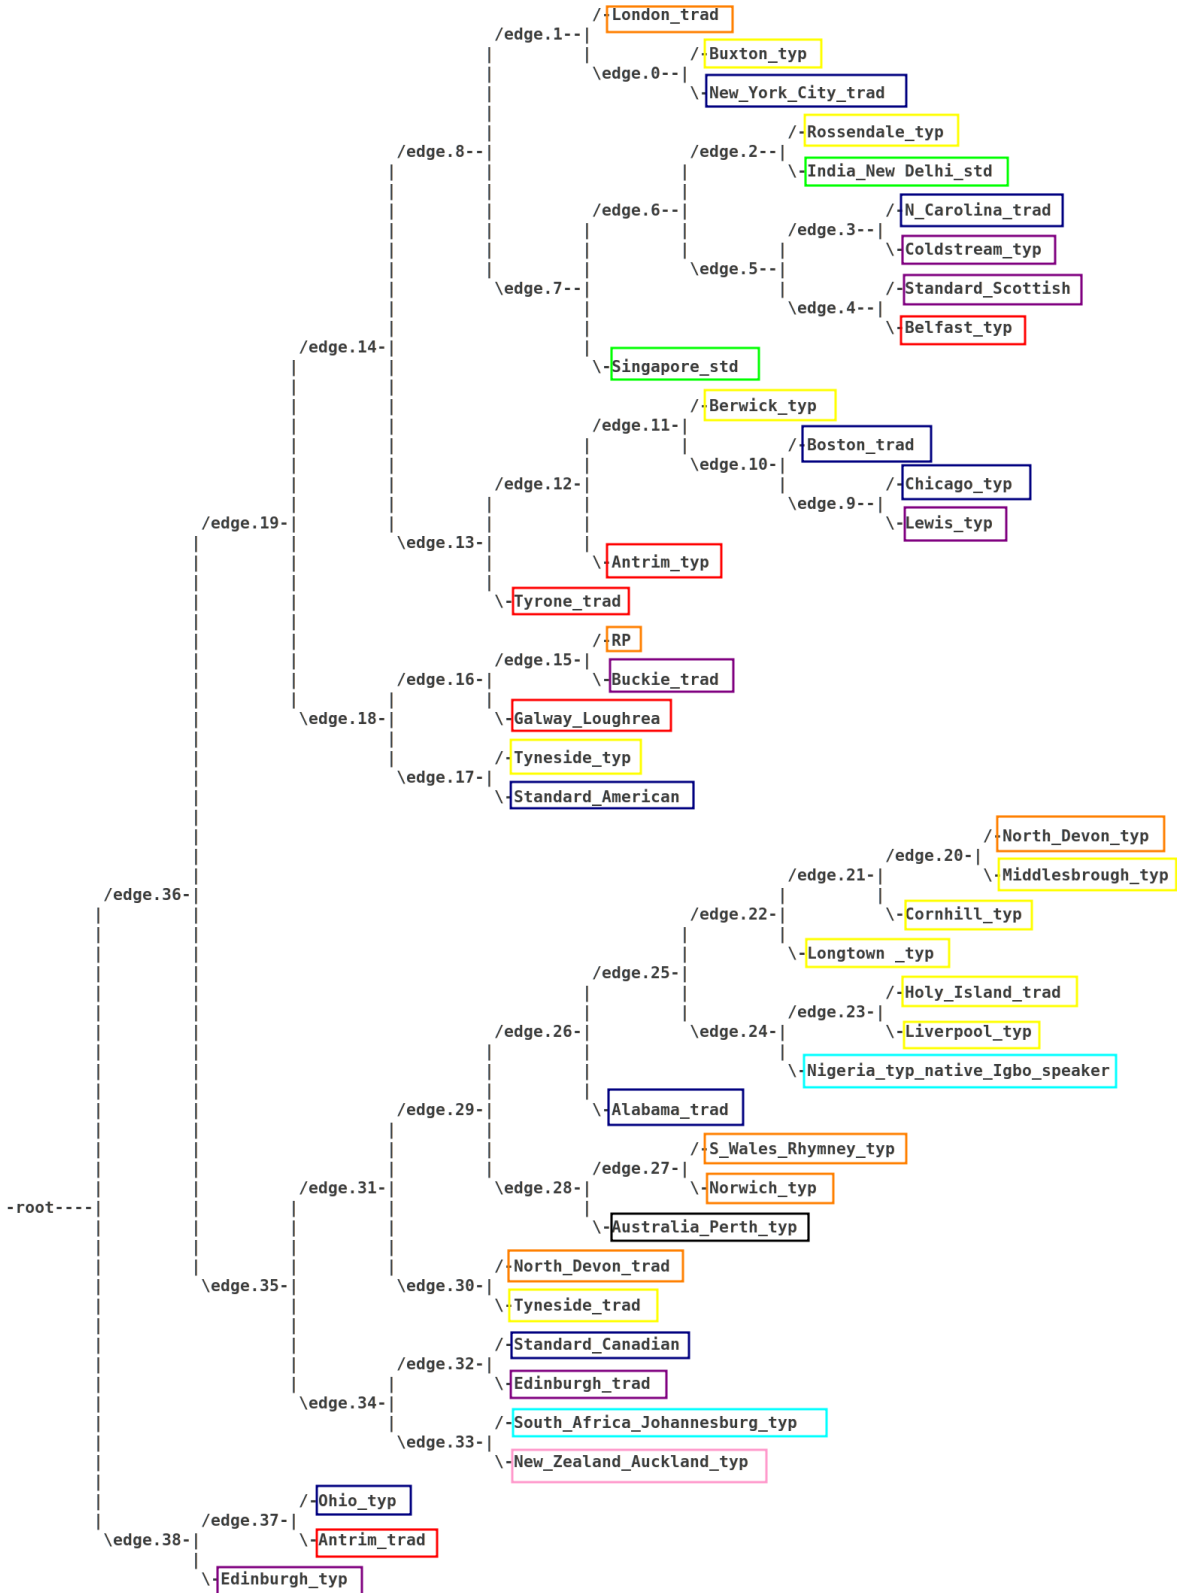 /-London_trad
/edge.1--|
/-Buxton_typ
\edge.0--|
\-New_York_City_trad
/-Rossendale_typ
/edge.8--|
/edge.2--|
\-India_New Delhi_std
/edge.6--|
/-N_Carolina_trad
/edge.3--|
\-Coldstream_typ
\edge.5--|
\edge.7--|
/-Standard_Scottish
\edge.4--|
\-Belfast_typ
/edge.14-|
\-Singapore_std
/-Berwick_typ
/edge.11-|
/-Boston_trad
\edge.10-|
/edge.12-|
/-Chicago_typ
\edge.9--|
\-Lewis_typ
/edge.19-|
\edge.13-|
\-Antrim_typ
\-Tyrone_trad
/-RP
/edge.15-|
/edge.16-|
\-Buckie_trad
\edge.18-|
\-Galway_Loughrea
/-Tyneside_typ
\edge.17-|
\-Standard_American
/-North_Devon_typ
/edge.20-|
/edge.21-|
\-Middlesbrough_typ
/edge.36-|
/edge.22-|
\-Cornhill_typ
\-Longtown _typ
/edge.25-|
/-Holy_Island_trad
/edge.23-|
/edge.26-|
\edge.24-|
\-Liverpool_typ
\-Nigeria_typ_native_Igbo_speaker
/edge.29-|
\-Alabama_trad
/-S_Wales_Rhymney_typ
/edge.27-|
/edge.31-|
\edge.28-|
\-Norwich_typ
-root----|
\-Australia_Perth_typ
/-North_Devon_trad
\edge.35-|
\edge.30-|
\-Tyneside_trad
/-Standard_Canadian
/edge.32-|
\-Edinburgh_trad
\edge.34-|
/-South_Africa_Johannesburg_typ
\edge.33-|
\-New_Zealand_Auckland_typ
/-Ohio_typ
/edge.37-|
\edge.38-|
\-Antrim_trad
\-Edinburgh_typ